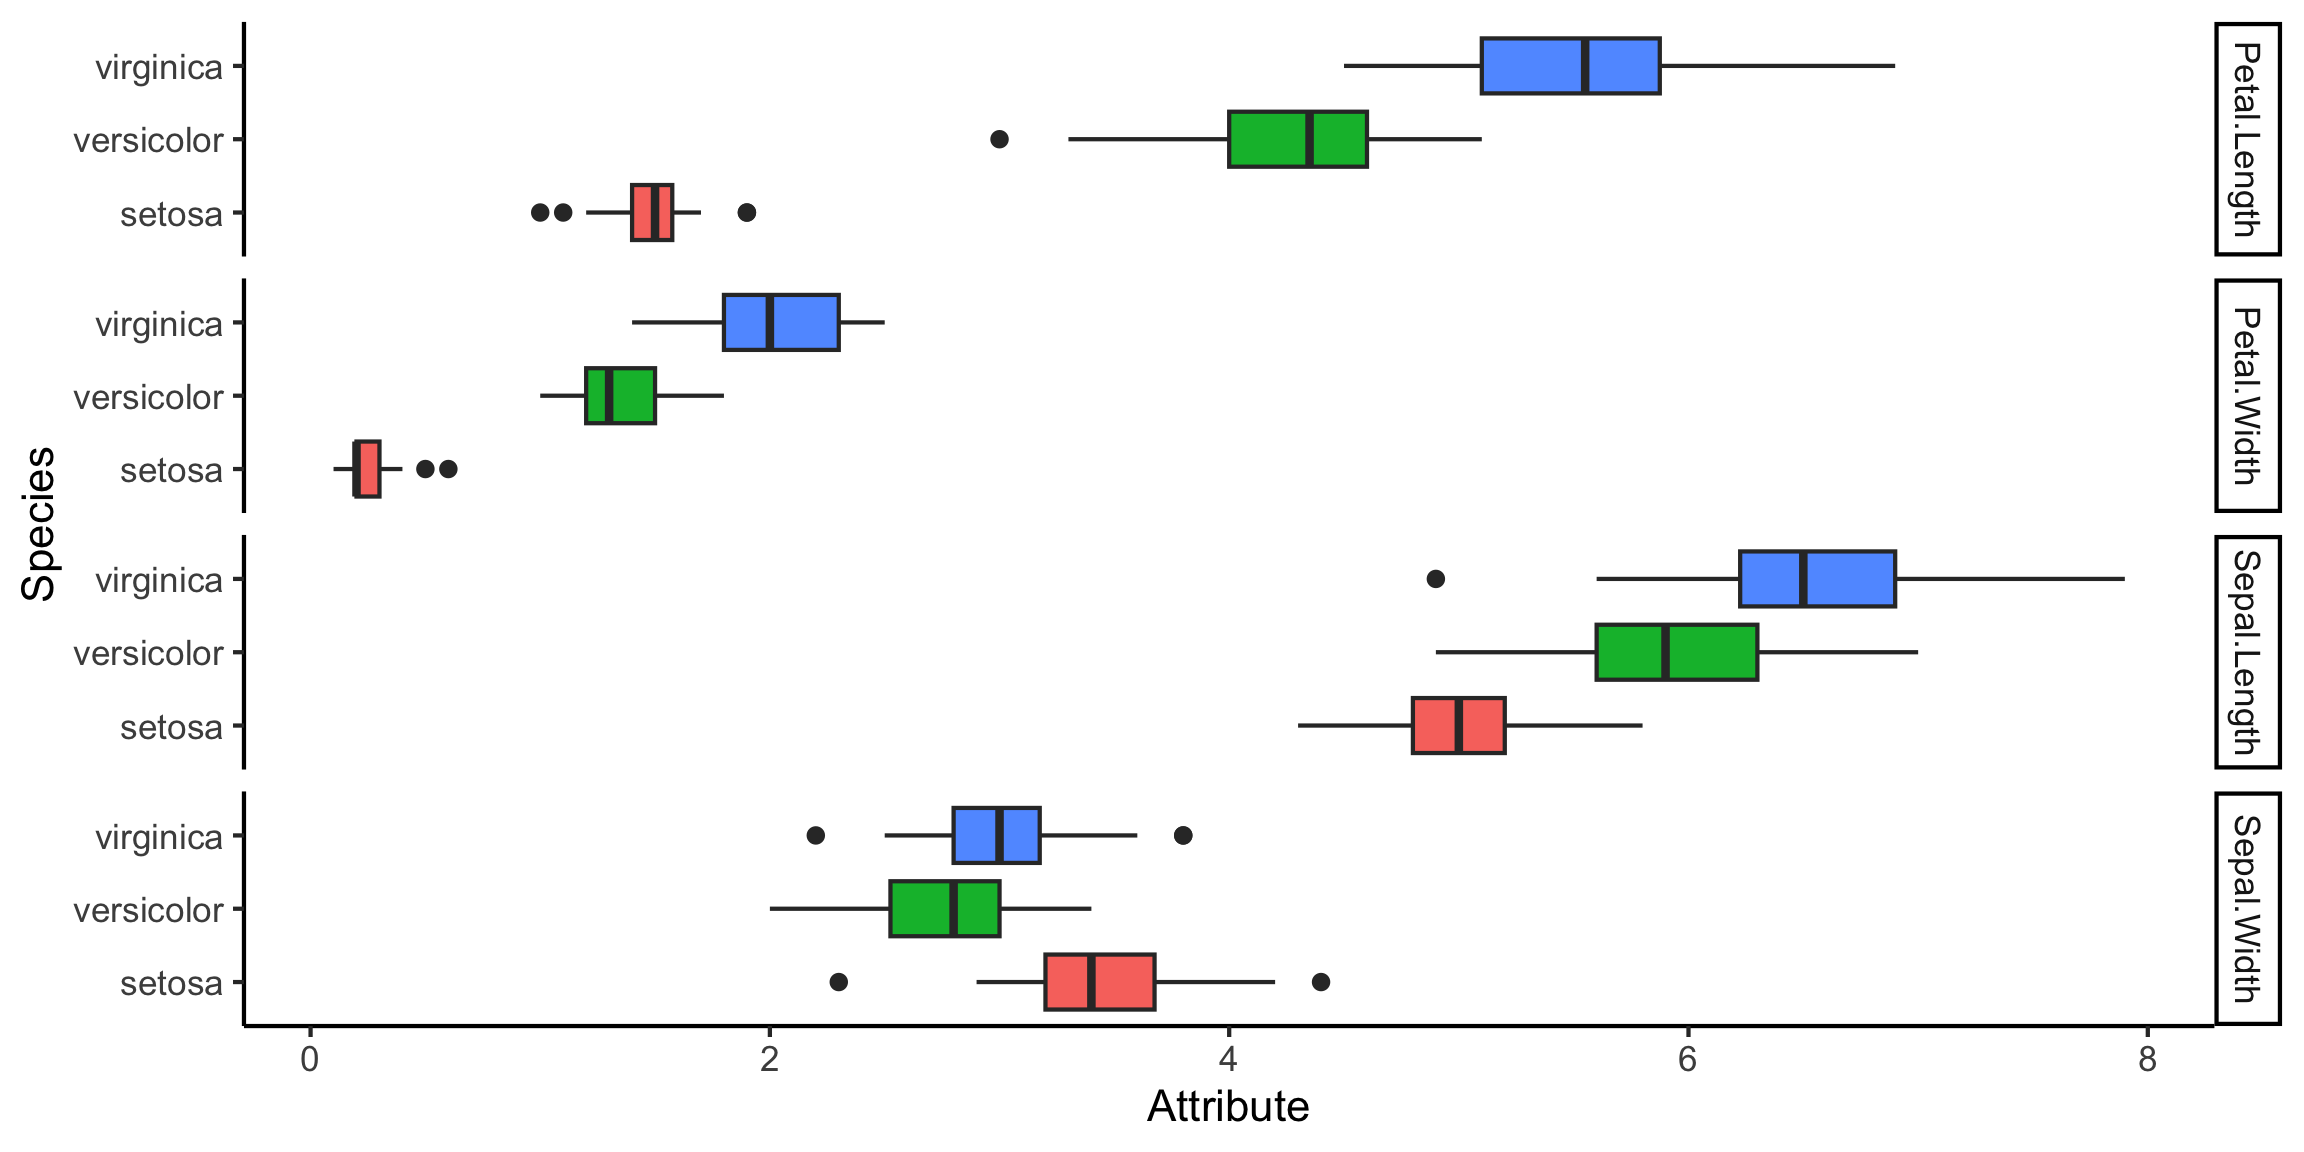 virginica
versicolor
setosa
Petal.Length
virginica
versicolor
setosa
Petal.Width
virginica
versicolor
setosa
Sepal.Length
virginica
versicolor
setosa
Sepal.Width
Species
0 2 4 6 8
Attribute